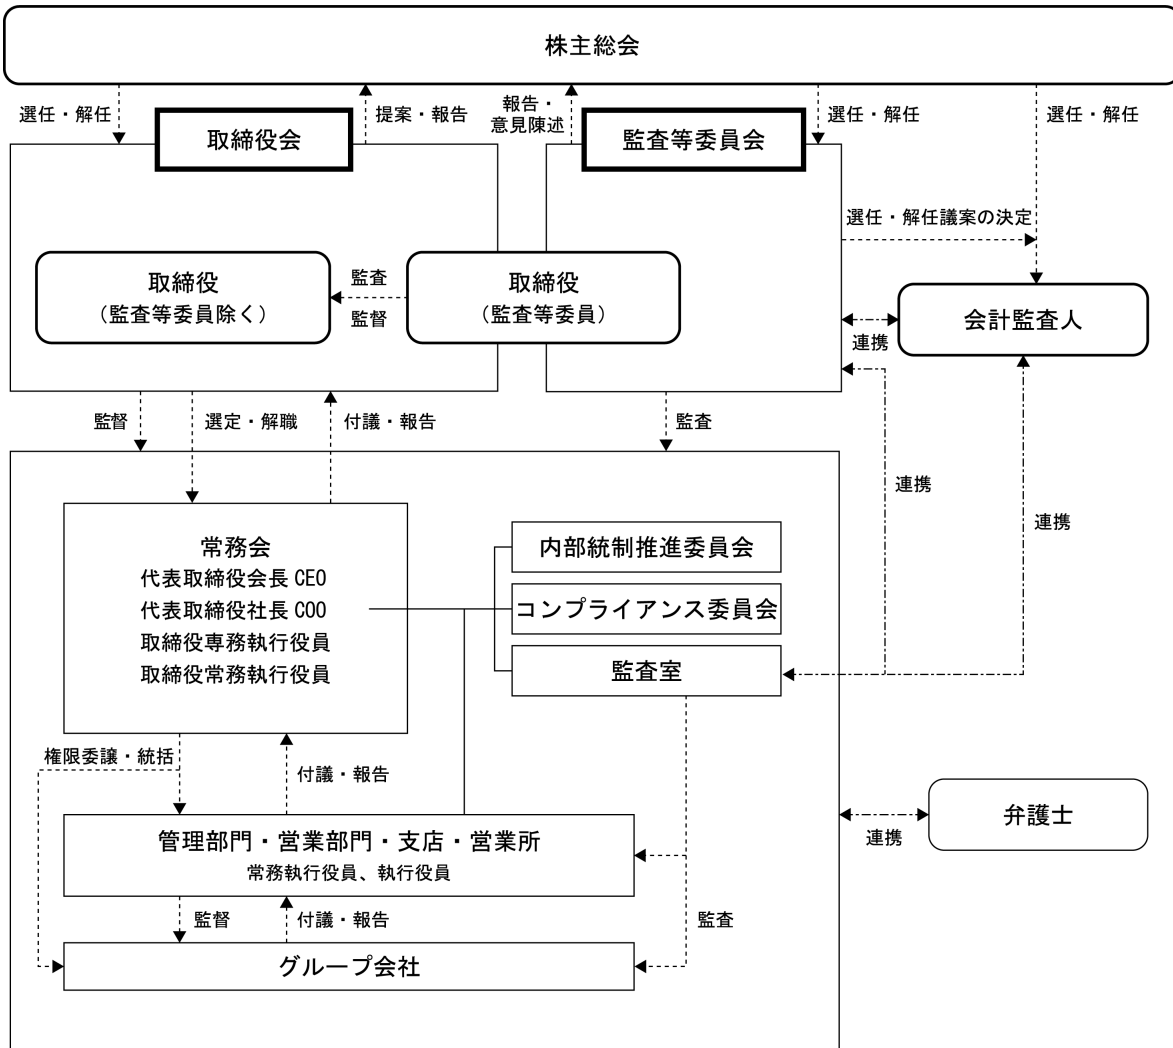 株主総会
選任・解任
提案・報告
報告・
意見陳述
選任・解任
選任・解任
取締役会
監査等委員会
選任・解任議案の決定
取締役
（監査等委員除く）
監査
監督
取締役
（監査等委員）
会計監査人
連携
監督
選定・解職
付議・報告
監査
連携
連携
常務会
代表取締役会長 CEO
代表取締役社長 COO
取締役専務執行役員
取締役常務執行役員
内部統制推進委員会
コンプライアンス委員会
監査室
権限委譲・統括
付議・報告
管理部門・営業部門・支店・営業所
常務執行役員、執行役員
弁護士
連携
監督
付議・報告
監査
グループ会社